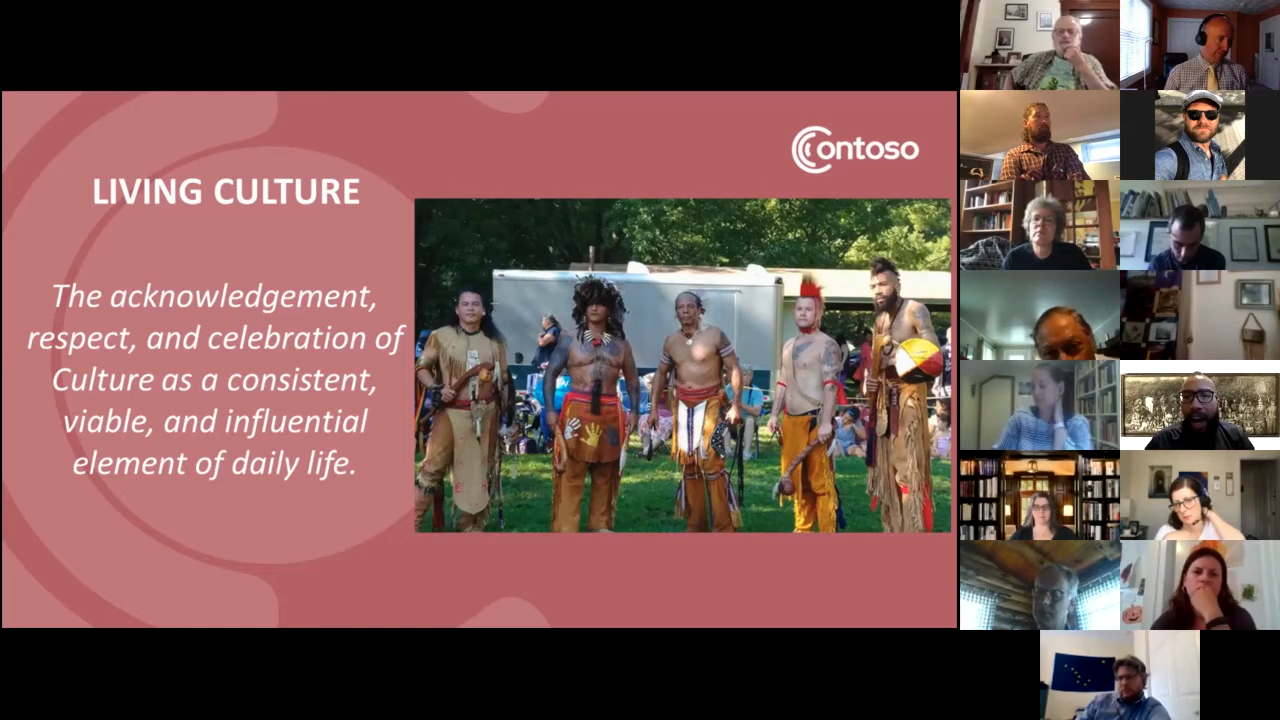 Contoso
LIVING CULTURE
The acknowledgement,
respect, and celebration of
Culture as a consistent,
viable, and influential
element of daily life.